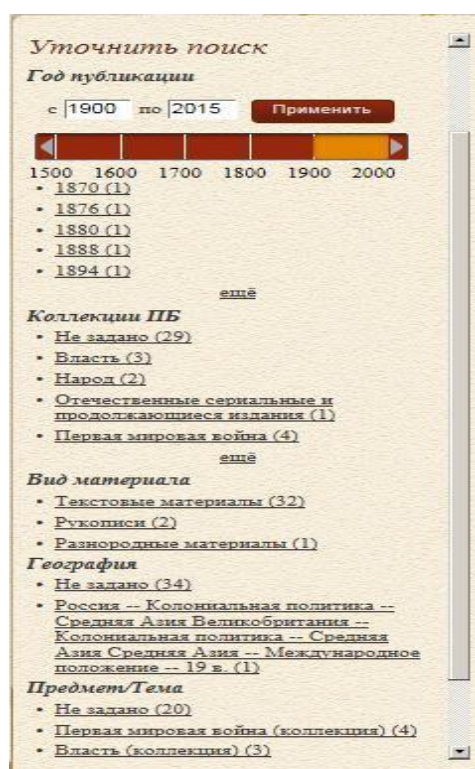 Уточнить поиск
Год публикации
с 1900 по 2015 Применить
1500 1600 1700 1800 1900 2000
• 1870 (1)
• 1876 (1)
• 1880 (1)
• 1888 (1)
• 1894 (1)
ещё
Коллекции ПБ
• Не задано (29)
• Власть (3)
• Народ (2)
• Отечественные сериальные и
продолжающиеся издания (1)
• Первая мировая война (4)
ещё
Вид материала
• Текстовые материалы (32)
• Рукописи (2)
• Разнородные материалы (1)
География
• Не задано (34)
• Россия -- Колониальная политика --
Средняя Азия Великобритания --
Колониальная политика -- Средняя
Азия Средняя Азия -- Международное
положение -- 19 в. (1)
Предмет/Тема
• Не задано (20)
• Первая мировая война (коллекция) (4)
• Власть (коллекция) (3)